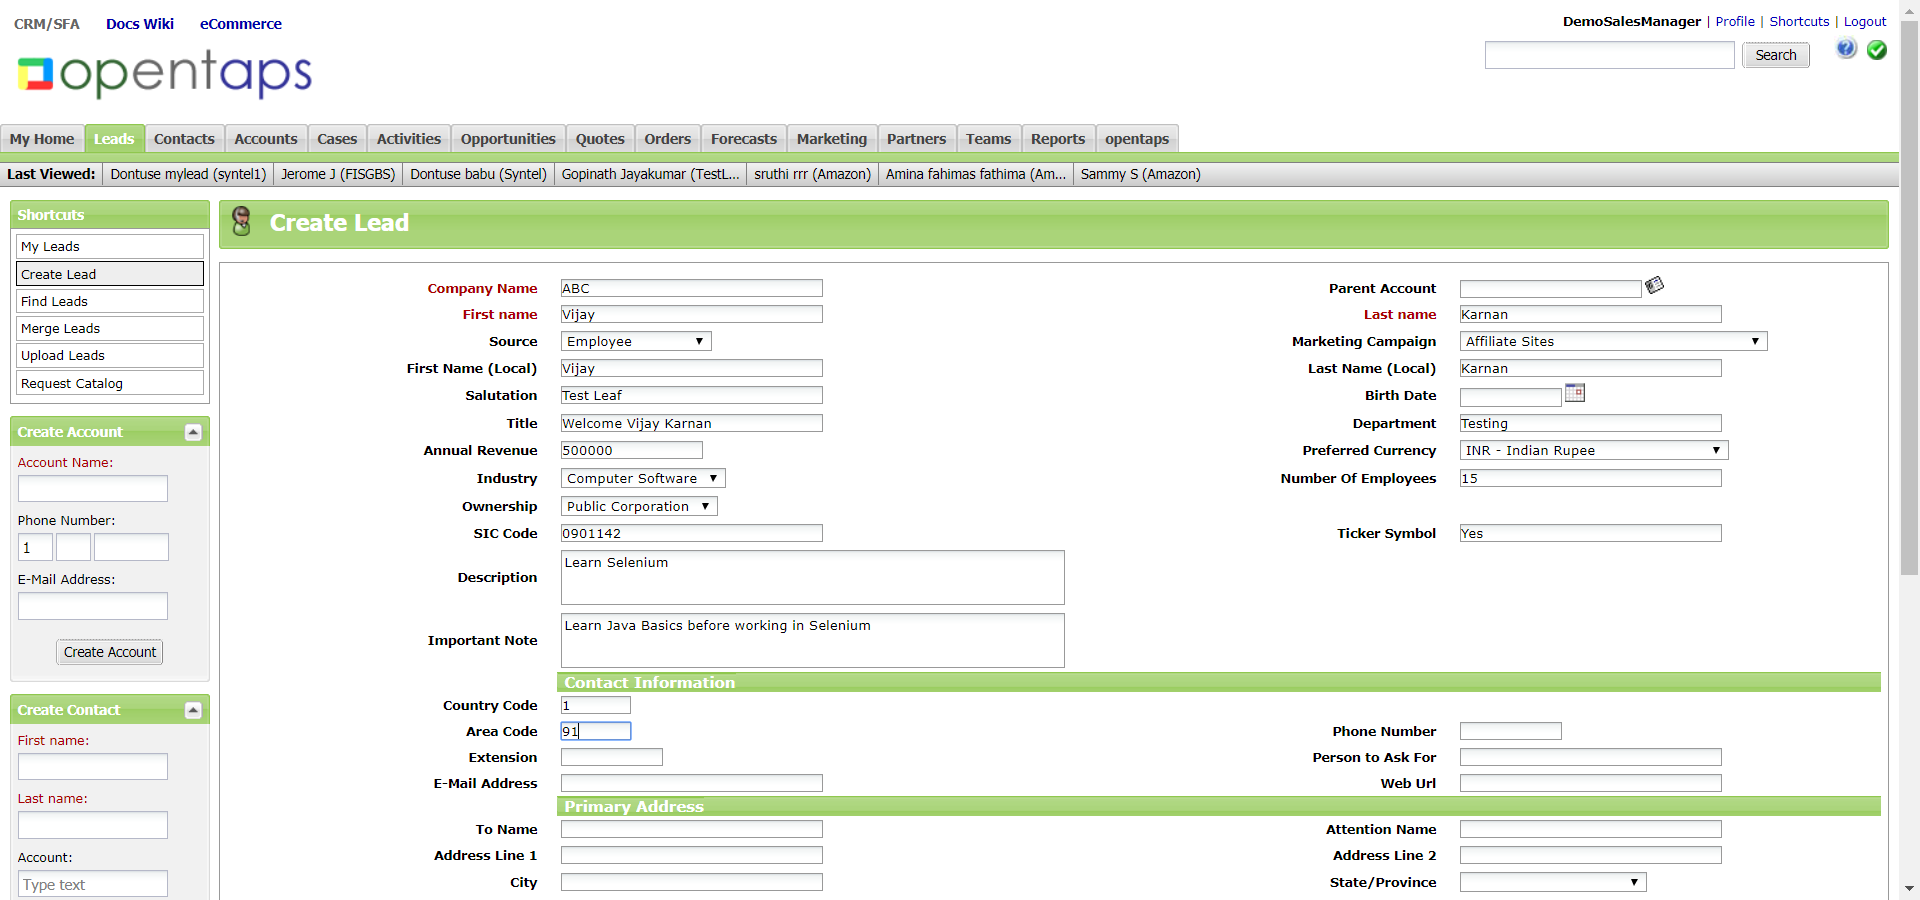 CRM/SFA Docs Wiki eCommerce
DemoSalesManager | Profile | Shortcuts | Logout
opentaps
Search
My Home Leads Contacts Accounts Cases Activities Opportunities Quotes Orders Forecasts Marketing Partners Teams Reports opentaps
Last Viewed: Dontuse mylead (syntel1) Jerome J (FISGBS) Dontuse babu (Syntel) Gopinath Jayakumar (TestL... sruthi rrr (Amazon) Amina fahimas fathima (Am... Sammy S (Amazon)
Shortcuts
My Leads
Create Lead
Find Leads
Merge Leads
Upload Leads
Request Catalog
Create Account
Account Name:
Phone Number:
1
E-Mail Address:
Create Account
Create Contact
First name:
Last name:
Account:
Type text
Create Lead
Company Name ABC Parent Account
First name Vijay Last name Karnan
Source Employee Marketing Campaign Affiliate Sites
First Name (Local) Vijay Last Name (Local) Karnan
Salutation Test Leaf Birth Date
Title Welcome Vijay Karnan Department Testing
Annual Revenue 500000 Preferred Currency INR - Indian Rupee
Industry Computer Software Number Of Employees 15
Ownership Public Corporation
SIC Code 0901142 Ticker Symbol Yes
Description Learn Selenium
Important Note Learn Java Basics before working in Selenium
Contact Information
Country Code 1
Area Code 91 Phone Number
Extension Person to Ask For
E-Mail Address Web Url
Primary Address
To Name Attention Name
Address Line 1 Address Line 2
City State/Province